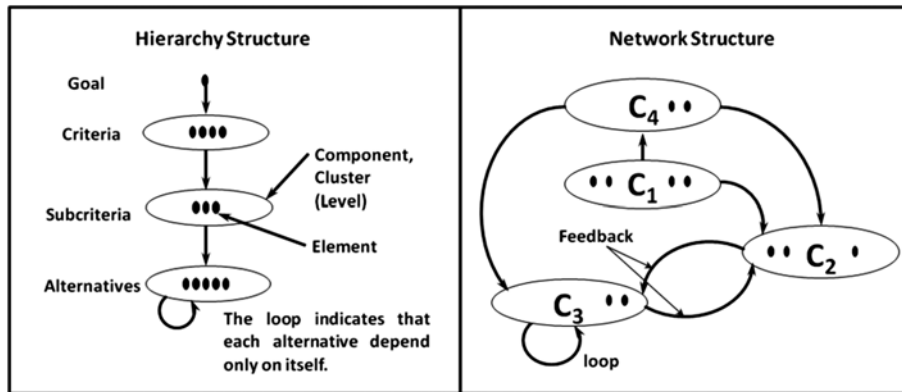 Hierarchy Structure
Goal
Criteria
Component,
Cluster
(Level)
Subcriteria
Element
Alternatives
The loop indicates that
each alternative depend
only on itself.
Network Structure
C4
C1
Feedback
C2
C3
loop